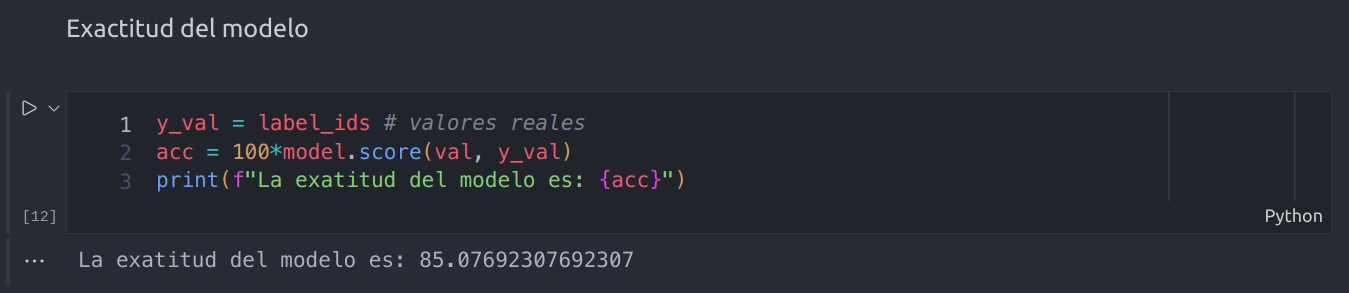 Exactitud del modelo
1 y_val = label_ids # valores reales
2 acc = 100*model.score(val, y_val)
3 print(f"La exatitud del modelo es: {acc}")
[12]
Python
... La exatitud del modelo es: 85.07692307692307